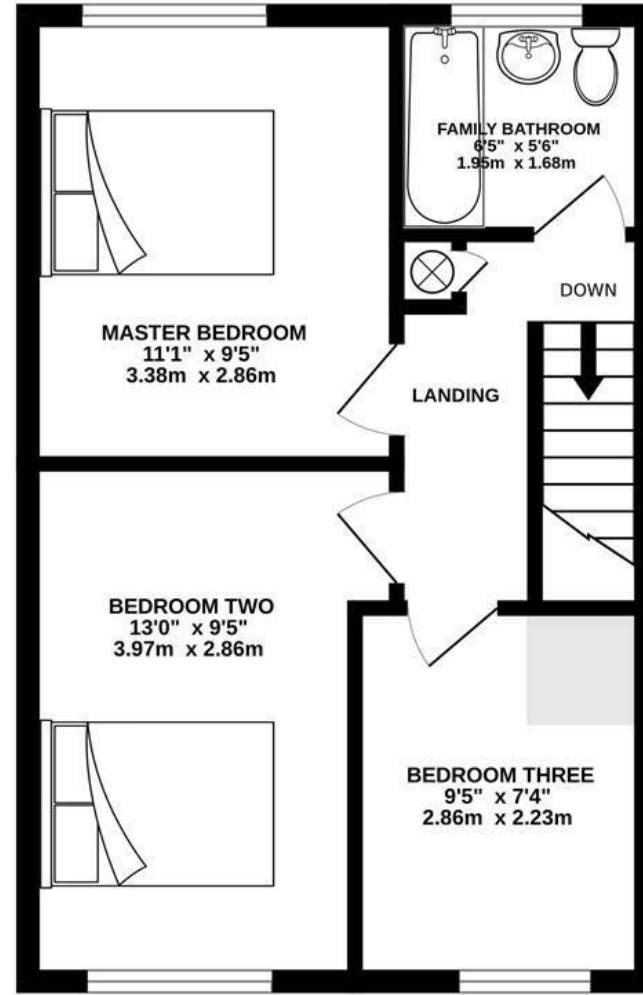 FAMILY BATHROOM
6'5" x 5'6"
1.95m x 1.68m
DOWN
MASTER BEDROOM
11'1" x 9'5"
3.38m x 2.86m
LANDING
BEDROOM TWO
13'0" x 9'5"
3.97m x 2.86m
BEDROOM THREE
9'5" x 7'4"
2.86m x 2.23m